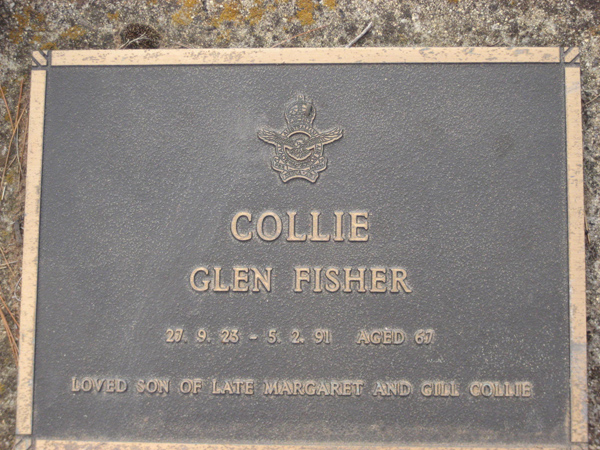 COLLIE
GLEN FISHER
27. 9. 23 - 5. 2. 91 AGED 67
LOVED SON OF LATE MARGARET AND GILL COLLIE